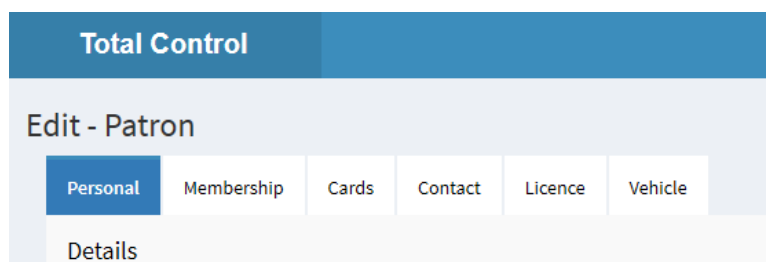 Total Control
Edit - Patron
Personal Membership Cards Contact Licence Vehicle
Details